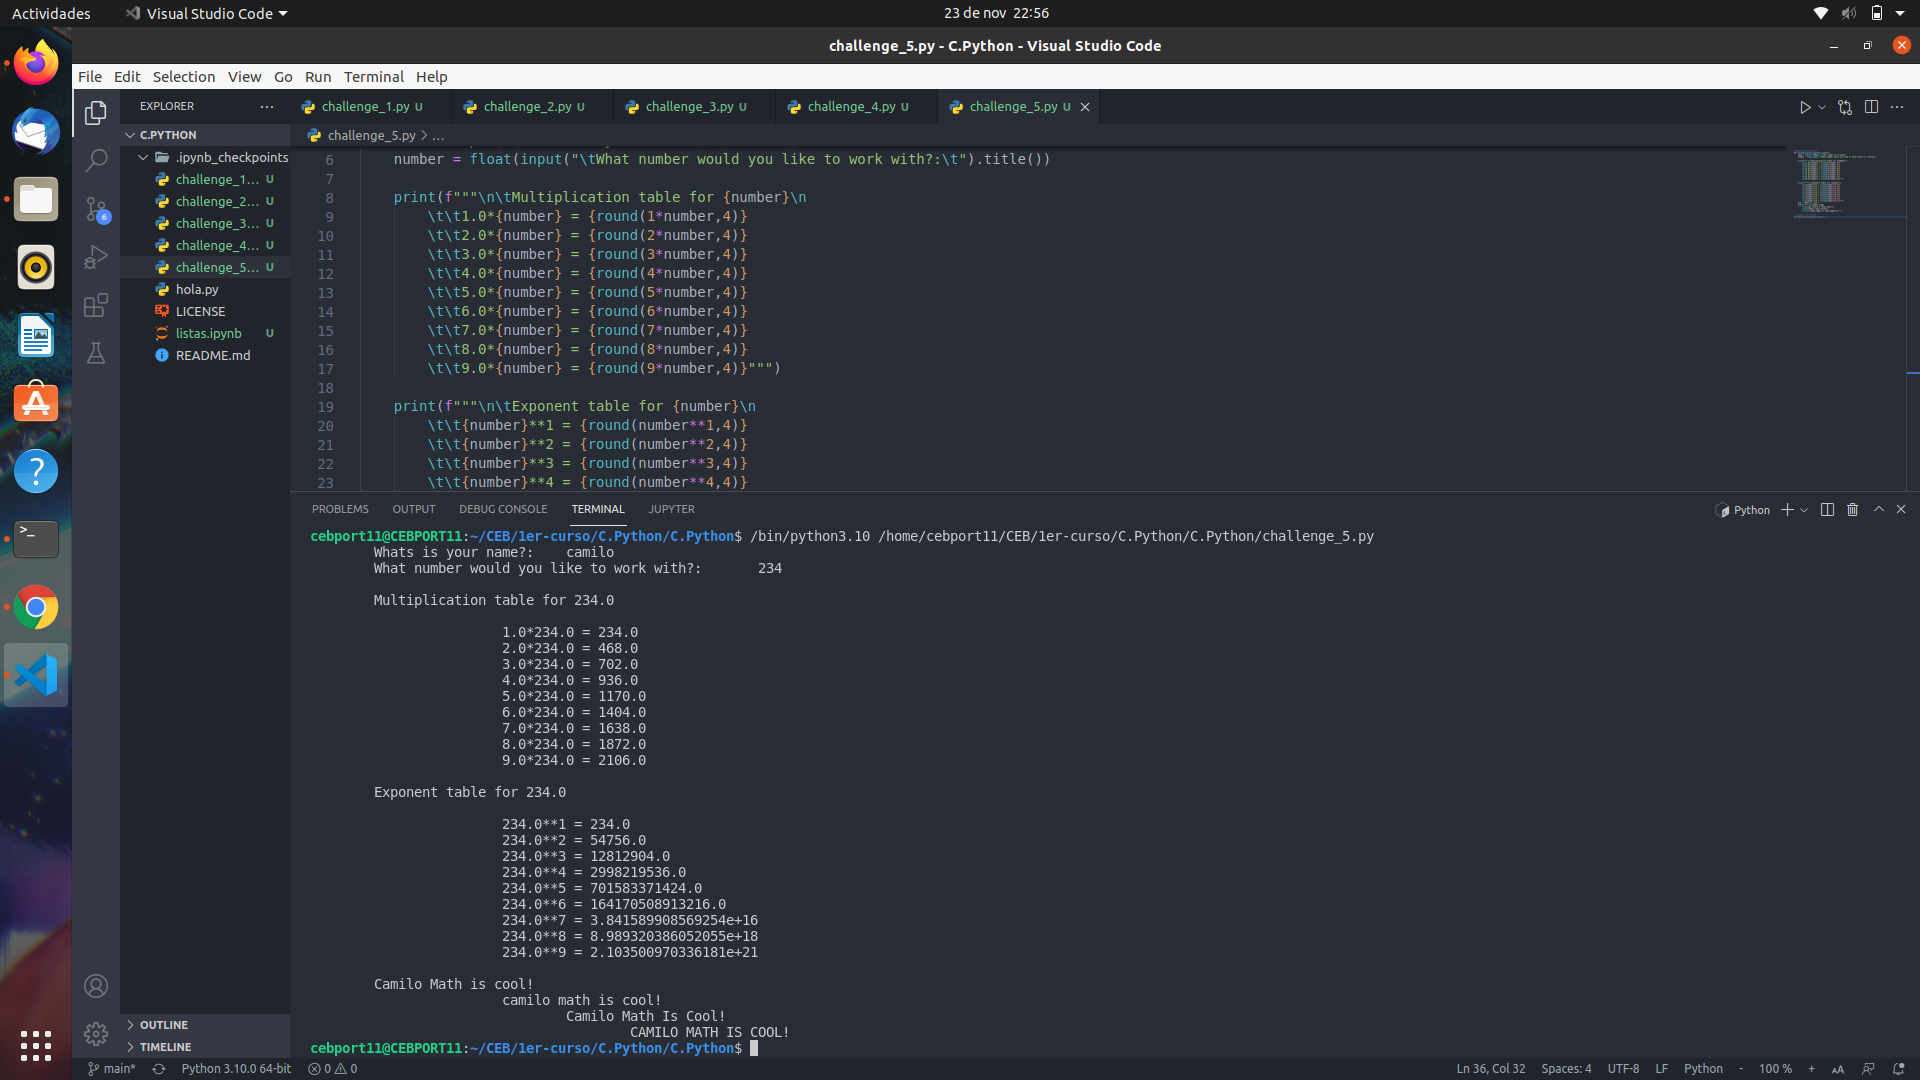 Actividades
Visual Studio Code
23 de nov 22:56
challenge_5.py - C.Python - Visual Studio Code
File Edit Selection View Go Run Terminal Help
EXPLORER
challenge_1.py U
challenge_2.py U
challenge_3.py U
challenge_4.py U
challenge_5.py U
C.PYTHON
challenge_5.py > ...
.ipynb_checkpoints
challenge_1... U
challenge_2... U
challenge_3... U
challenge_4... U
challenge_5... U
hola.py
LICENSE
listas.ipynb U
README.md
6
6 number = float(input("\tWhat number would you like to work with?:\t").title())
7
8 print(f"""\n\tMultiplication table for {number}\n
9 \t\t1.0*{number} = {round(1*number,4)}
10 \t\t2.0*{number} = {round(2*number,4)}
11 \t\t3.0*{number} = {round(3*number,4)}
12 \t\t4.0*{number} = {round(4*number,4)}
13 \t\t5.0*{number} = {round(5*number,4)}
14 \t\t6.0*{number} = {round(6*number,4)}
15 \t\t7.0*{number} = {round(7*number,4)}
16 \t\t8.0*{number} = {round(8*number,4)}
17 \t\t9.0*{number} = {round(9*number,4)}""")
18
19 print(f"""\n\tExponent table for {number}\n
20 \t\t{number}**1 = {round(number**1,4)}
21 \t\t{number}**2 = {round(number**2,4)}
22 \t\t{number}**3 = {round(number**3,4)}
23 \t\t{number}**4 = {round(number**4,4)}
PROBLEMS OUTPUT DEBUG CONSOLE TERMINAL JUPYTER
Python
cebport11@CEBPORT11:~/CEB/1er-curso/C.Python/C.Python$ /bin/python3.10 /home/cebport11/CEB/1er-curso/C.Python/C.Python/challenge_5.py
Whats is your name?: camilo
What number would you like to work with?: 234
Multiplication table for 234.0
1.0*234.0 = 234.0
2.0*234.0 = 468.0
3.0*234.0 = 702.0
4.0*234.0 = 936.0
5.0*234.0 = 1170.0
6.0*234.0 = 1404.0
7.0*234.0 = 1638.0
8.0*234.0 = 1872.0
9.0*234.0 = 2106.0
Exponent table for 234.0
234.0**1 = 234.0
234.0**2 = 54756.0
234.0**3 = 12812904.0
234.0**4 = 2998219536.0
234.0**5 = 701583371424.0
234.0**6 = 164170508913216.0
234.0**7 = 3.841589908569254e+16
234.0**8 = 8.989320386052055e+18
234.0**9 = 2.103500970336181e+21
Camilo Math is cool!
camilo math is cool!
Camilo Math Is Cool!
CAMILO MATH IS COOL!
cebport11@CEBPORT11:~/CEB/1er-curso/C.Python/C.Python$
OUTLINE
TIMELINE
main* Python 3.10.0 64-bit 0 0
Ln 36, Col 32 Spaces: 4 UTF-8 LF Python - 100 % + AA